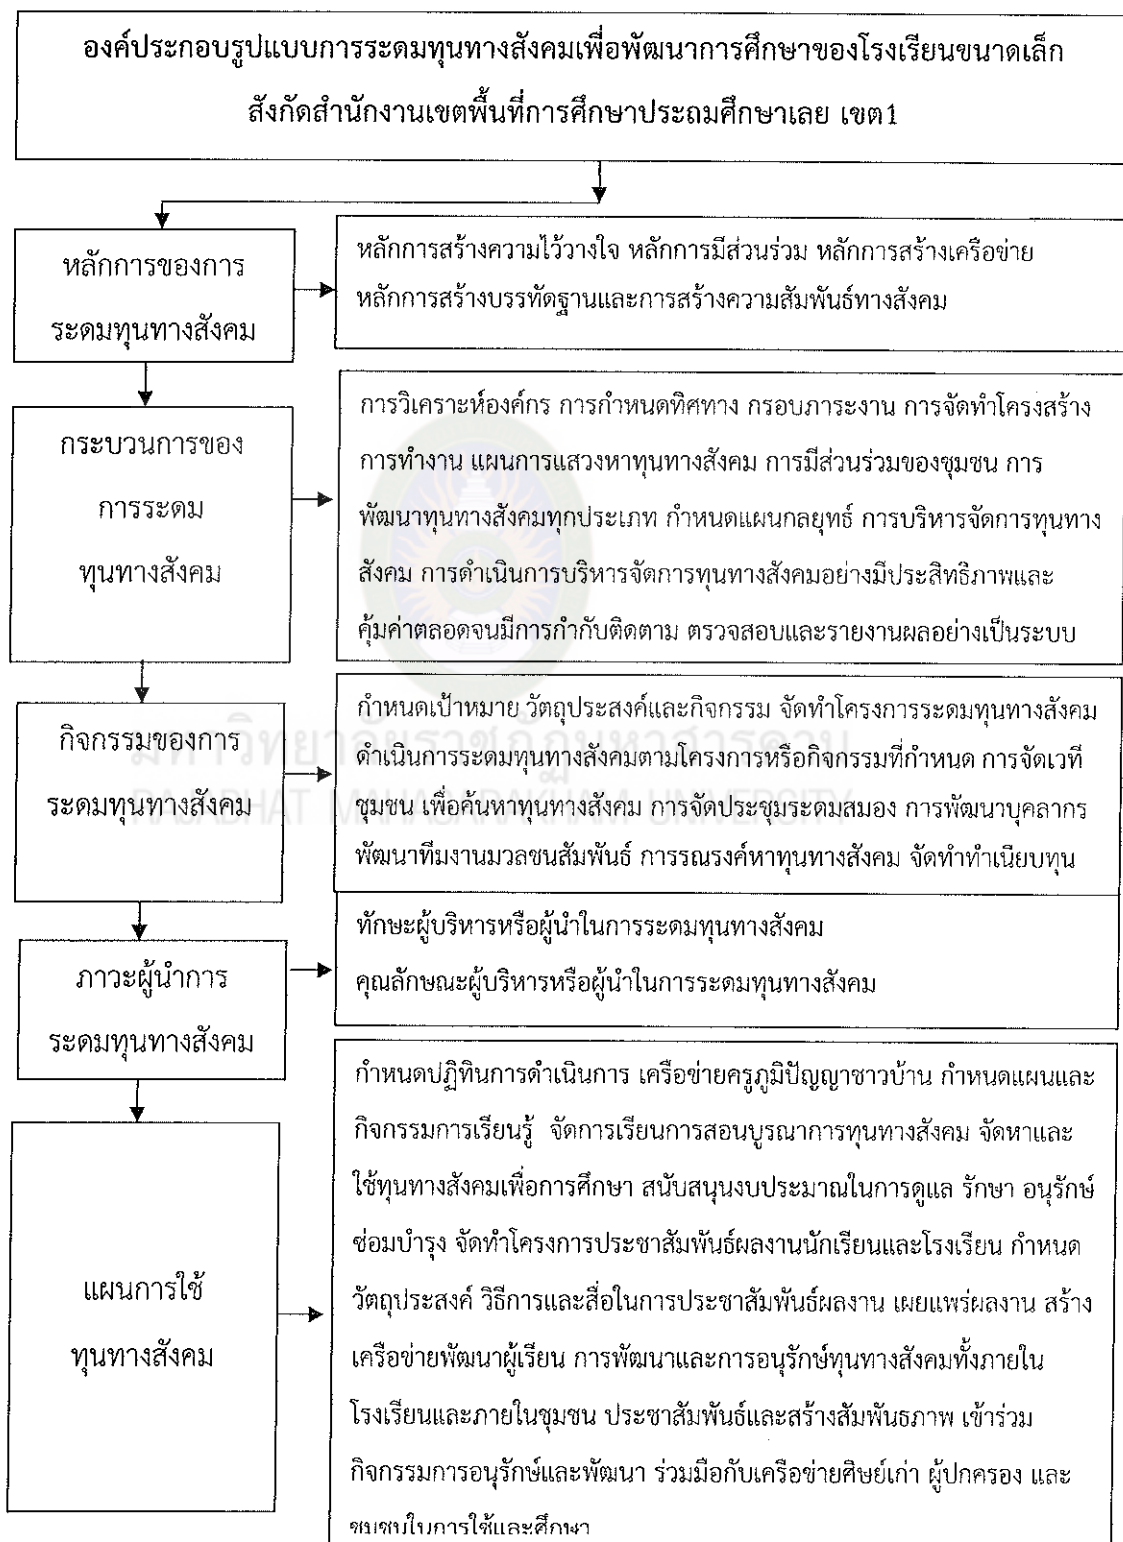 องค์ประกอบรูปแบบการระดมทุนทางสังคมเพื่อพัฒนาการศึกษาของโรงเรียนขนาดเล็ก
สังกัดสำนักงานเขตพื้นที่การศึกษาประถมศึกษาเลย เขต1
หลักการของการ
ระดมทุนทางสังคม
หลักการสร้างความไว้วางใจ หลักการมีส่วนร่วม หลักการสร้างเครือข่าย
หลักการสร้างบรรทัดฐานและการสร้างความสัมพันธ์ทางสังคม
กระบวนการของ
การระดม
ทุนทางสังคม
การวิเคราะห์องค์กร การกำหนดทิศทาง กรอบภาระงาน การจัดทำโครงสร้าง
การทำงาน แผนการแสวงหาทุนทางสังคม การมีส่วนร่วมของชุมชน การ
พัฒนาทุนทางสังคมทุกประเภท กำหนดแผนกลยุทธ์ การบริหารจัดการทุนทาง
สังคม การดำเนินการบริหารจัดการทุนทางสังคมอย่างมีประสิทธิภาพและ
คุ้มค่าตลอดจนมีการกำกับติดตาม ตรวจสอบและรายงานผลอย่างเป็นระบบ
กิจกรรมของการ
ระดมทุนทางสังคม
กำหนดเป้าหมาย วัตถุประสงค์และกิจกรรม จัดทำโครงการระดมทุนทางสังคม
ดำเนินการระดมทุนทางสังคมตามโครงการหรือกิจกรรมที่กำหนด การจัดเวที
ชุมชน เพื่อค้นหาทุนทางสังคม การจัดประชุมระดมสมอง การพัฒนาบุคลากร
พัฒนาทีมงานมวลชนสัมพันธ์ การรณรงค์หาทุนทางสังคม จัดทำทำเนียบทุน
มหาวิทยาลัยราชภัฏมหาสารคาม
RAJABHAT MAHASARAKHAM UNIVERSITY
ภาวะผู้นำการ
ระดมทุนทางสังคม
ทักษะผู้บริหารหรือผู้นำในการระดมทุนทางสังคม
คุณลักษณะผู้บริหารหรือผู้นำในการระดมทุนทางสังคม
แผนการใช้
ทุนทางสังคม
กำหนดปฏิทินการดำเนินการ เครือข่ายครูภูมิปัญญาชาวบ้าน กำหนดแผนและ
กิจกรรมการเรียนรู้ จัดการเรียนการสอนบูรณาการทุนทางสังคม จัดหาและ
ใช้ทุนทางสังคมเพื่อการศึกษา สนับสนุนงบประมาณในการดูแล รักษา อนุรักษ์
ซ่อมบำรุง จัดทำโครงการประชาสัมพันธ์ผลงานนักเรียนและโรงเรียน กำหนด
วัตถุประสงค์ วิธีการและสื่อในการประชาสัมพันธ์ผลงาน เผยแพร่ผลงาน สร้าง
เครือข่ายพัฒนาผู้เรียน การพัฒนาและการอนุรักษ์ทุนทางสังคมทั้งภายใน
โรงเรียนและภายในชุมชน ประชาสัมพันธ์และสร้างสัมพันธภาพ เข้าร่วม
กิจกรรมการอนุรักษ์และพัฒนา ร่วมมือกับเครือข่ายศิษย์เก่า ผู้ปกครอง และ
ชุมชนในการใช้และศึกษา